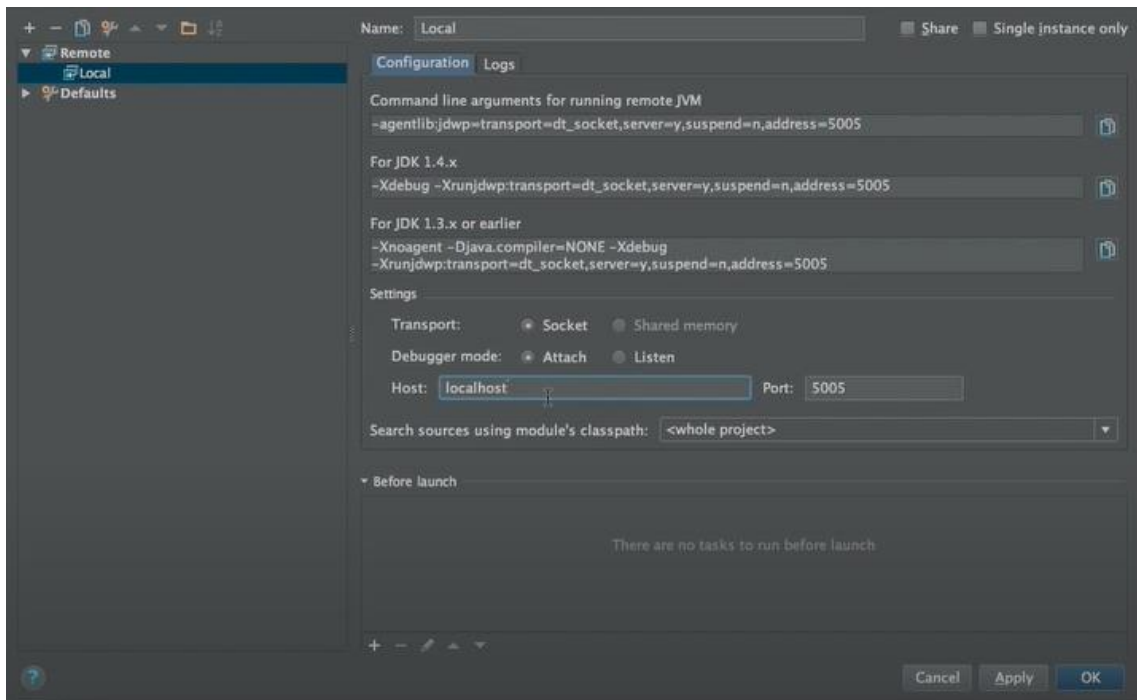 Name: Local
Share
Single instance only
Remote
Local
Defaults
Configuration
Logs
Command line arguments for running remote JVM
-agentlib:jdwp=transport=dt_socket,server=y,suspend=n,address=5005
For JDK 1.4.x
-Xdebug -Xrunjdwp:transport=dt_socket,server=y,suspend=n,address=5005
For JDK 1.3.x or earlier
-Xnoagent -Djava.compiler=NONE -Xdebug
-Xrunjdwp:transport=dt_socket,server=y,suspend=n,address=5005
Settings
Transport: Socket Shared memory
Debugger mode: Attach Listen
Host: localhost Port: 5005
Search sources using module's classpath: <whole project>
Before launch
There are no tasks to run before launch
? Cancel Apply OK